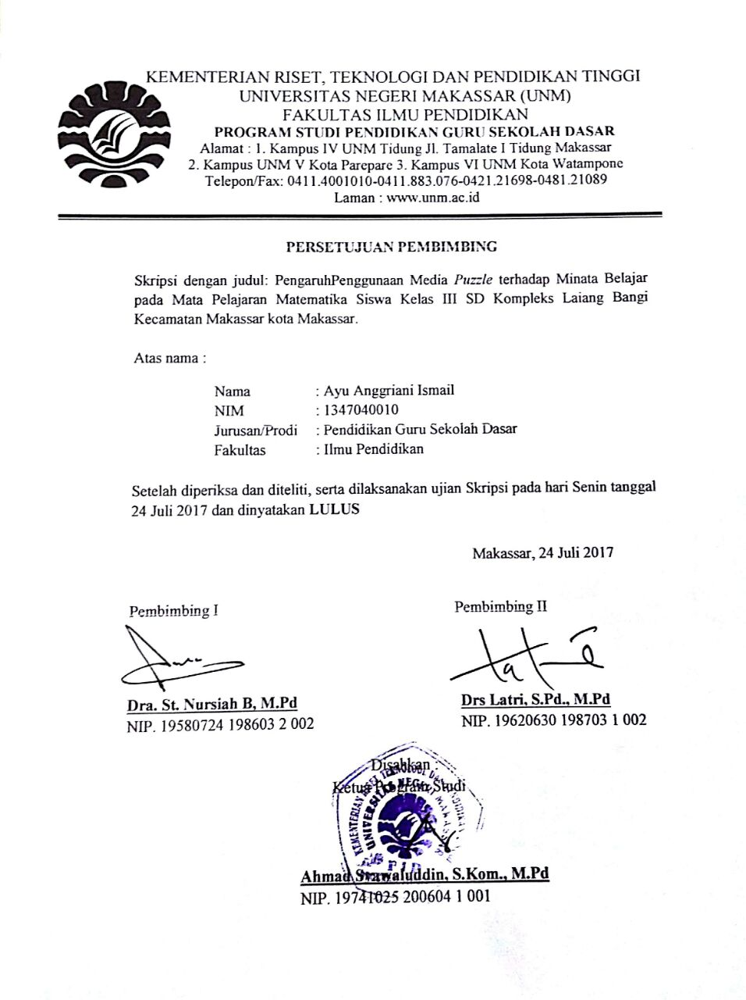 KEMENTERIAN RISET, TEKNOLOGI DAN PENDIDIKAN TINGGI
UNIVERSITAS NEGERI MAKASSAR (UNM)
FAKULTAS ILMU PENDIDIKAN
PROGRAM STUDI PENDIDIKAN GURU SEKOLAH DASAR
Alamat : 1. Kampus IV UNM Tidung Jl. Tamalate I Tidung Makassar
2. Kampus UNM V Kota Parepare 3. Kampus VI UNM Kota Watampone
Telepon/Fax: 0411.4001010-0411.883.076-0421.21698-0481.21089
Laman : www.unm.ac.id
PERSETUJUAN PEMBIMBING
Skripsi dengan judul: PengaruhPenggunaan Media Puzzle terhadap Minata Belajar
pada Mata Pelajaran Matematika Siswa Kelas III SD Kompleks Laiang Bangi
Kecamatan Makassar kota Makassar.
Atas nama :
Nama : Ayu Anggriani Ismail
NIM : 1347040010
Jurusan/Prodi : Pendidikan Guru Sekolah Dasar
Fakultas : Ilmu Pendidikan
Setelah diperiksa dan diteliti, serta dilaksanakan ujian Skripsi pada hari Senin tanggal
24 Juli 2017 dan dinyatakan LULUS
Makassar, 24 Juli 2017
Pembimbing I
Pembimbing II
Dra. St. Nursiah B, M.Pd
NIP. 19580724 198603 2 002
Drs Latri, S.Pd., M.Pd
NIP. 19620630 198703 1 002
Disahkan :
Ketua Program Studi
KEMENTERIAN RISET TEKNOLOGI DAN
UNIVERSITAS NEGERI MAKASSAR
Ahmad Syawaluddin, S.Kom., M.Pd
NIP. 19741025 200604 1 001